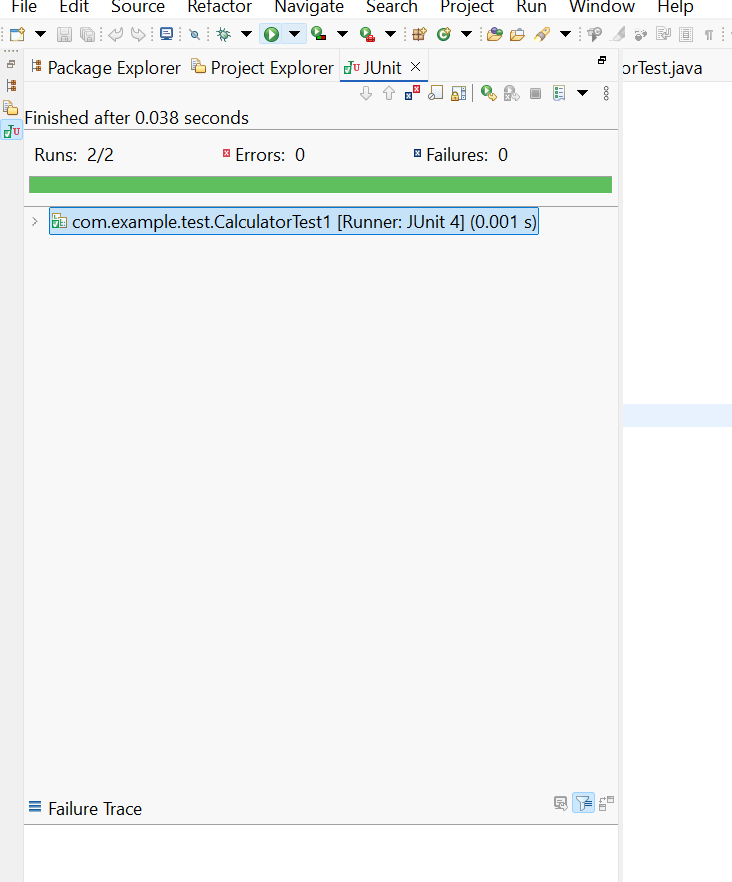 File Edit Source Refactor Navigate Search Project Run Window Help
Package Explorer Project Explorer JUnit orTest.java
Finished after 0.038 seconds
Runs: 2/2 Errors: 0 Failures: 0
com.example.test.CalculatorTest1 [Runner: JUnit 4] (0.001 s)
Failure Trace